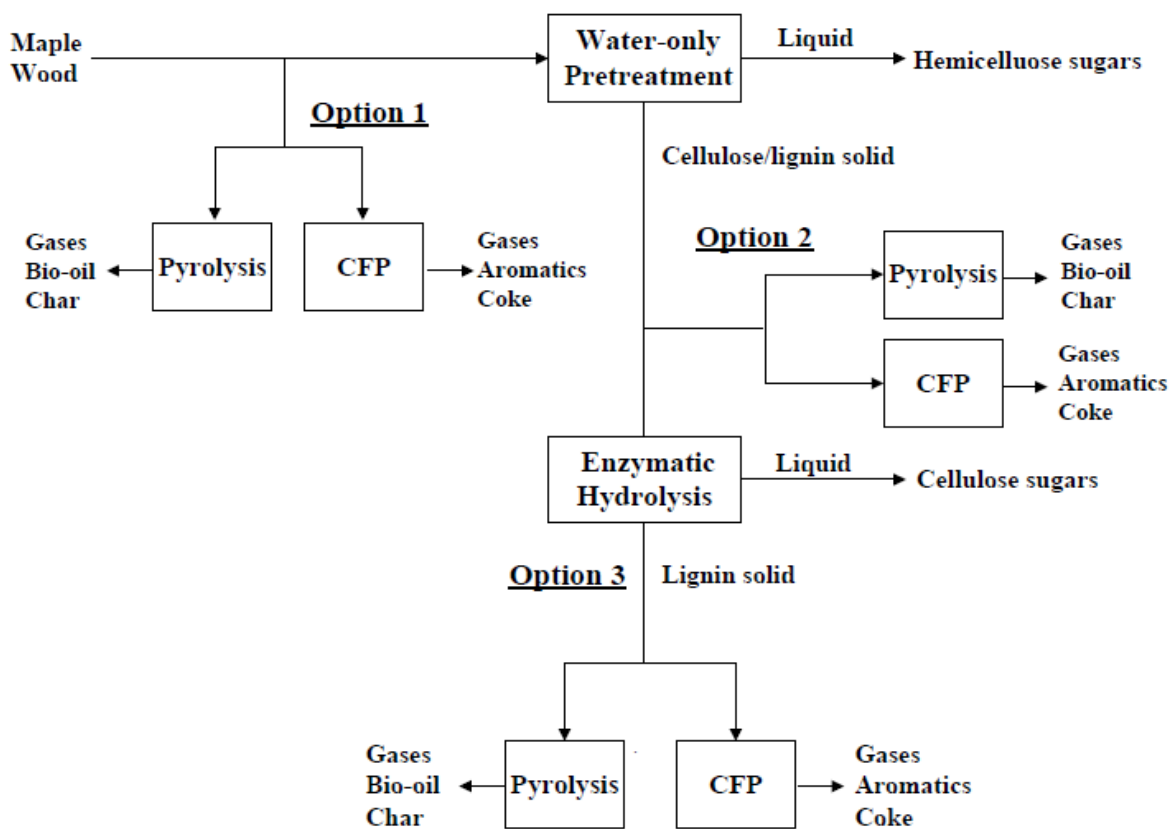 Maple
Wood
Water-only
Pretreatment
Liquid
Hemicelluose sugars
Option 1
Cellulose/lignin solid
Gases
Bio-oil
Char
Pyrolysis
CFP
Gases
Aromatics
Coke
Option 2
Pyrolysis
Gases
Bio-oil
Char
CFP
Gases
Aromatics
Coke
Enzymatic
Hydrolysis
Liquid
Cellulose sugars
Option 3
Lignin solid
Gases
Bio-oil
Char
Pyrolysis
CFP
Gases
Aromatics
Coke